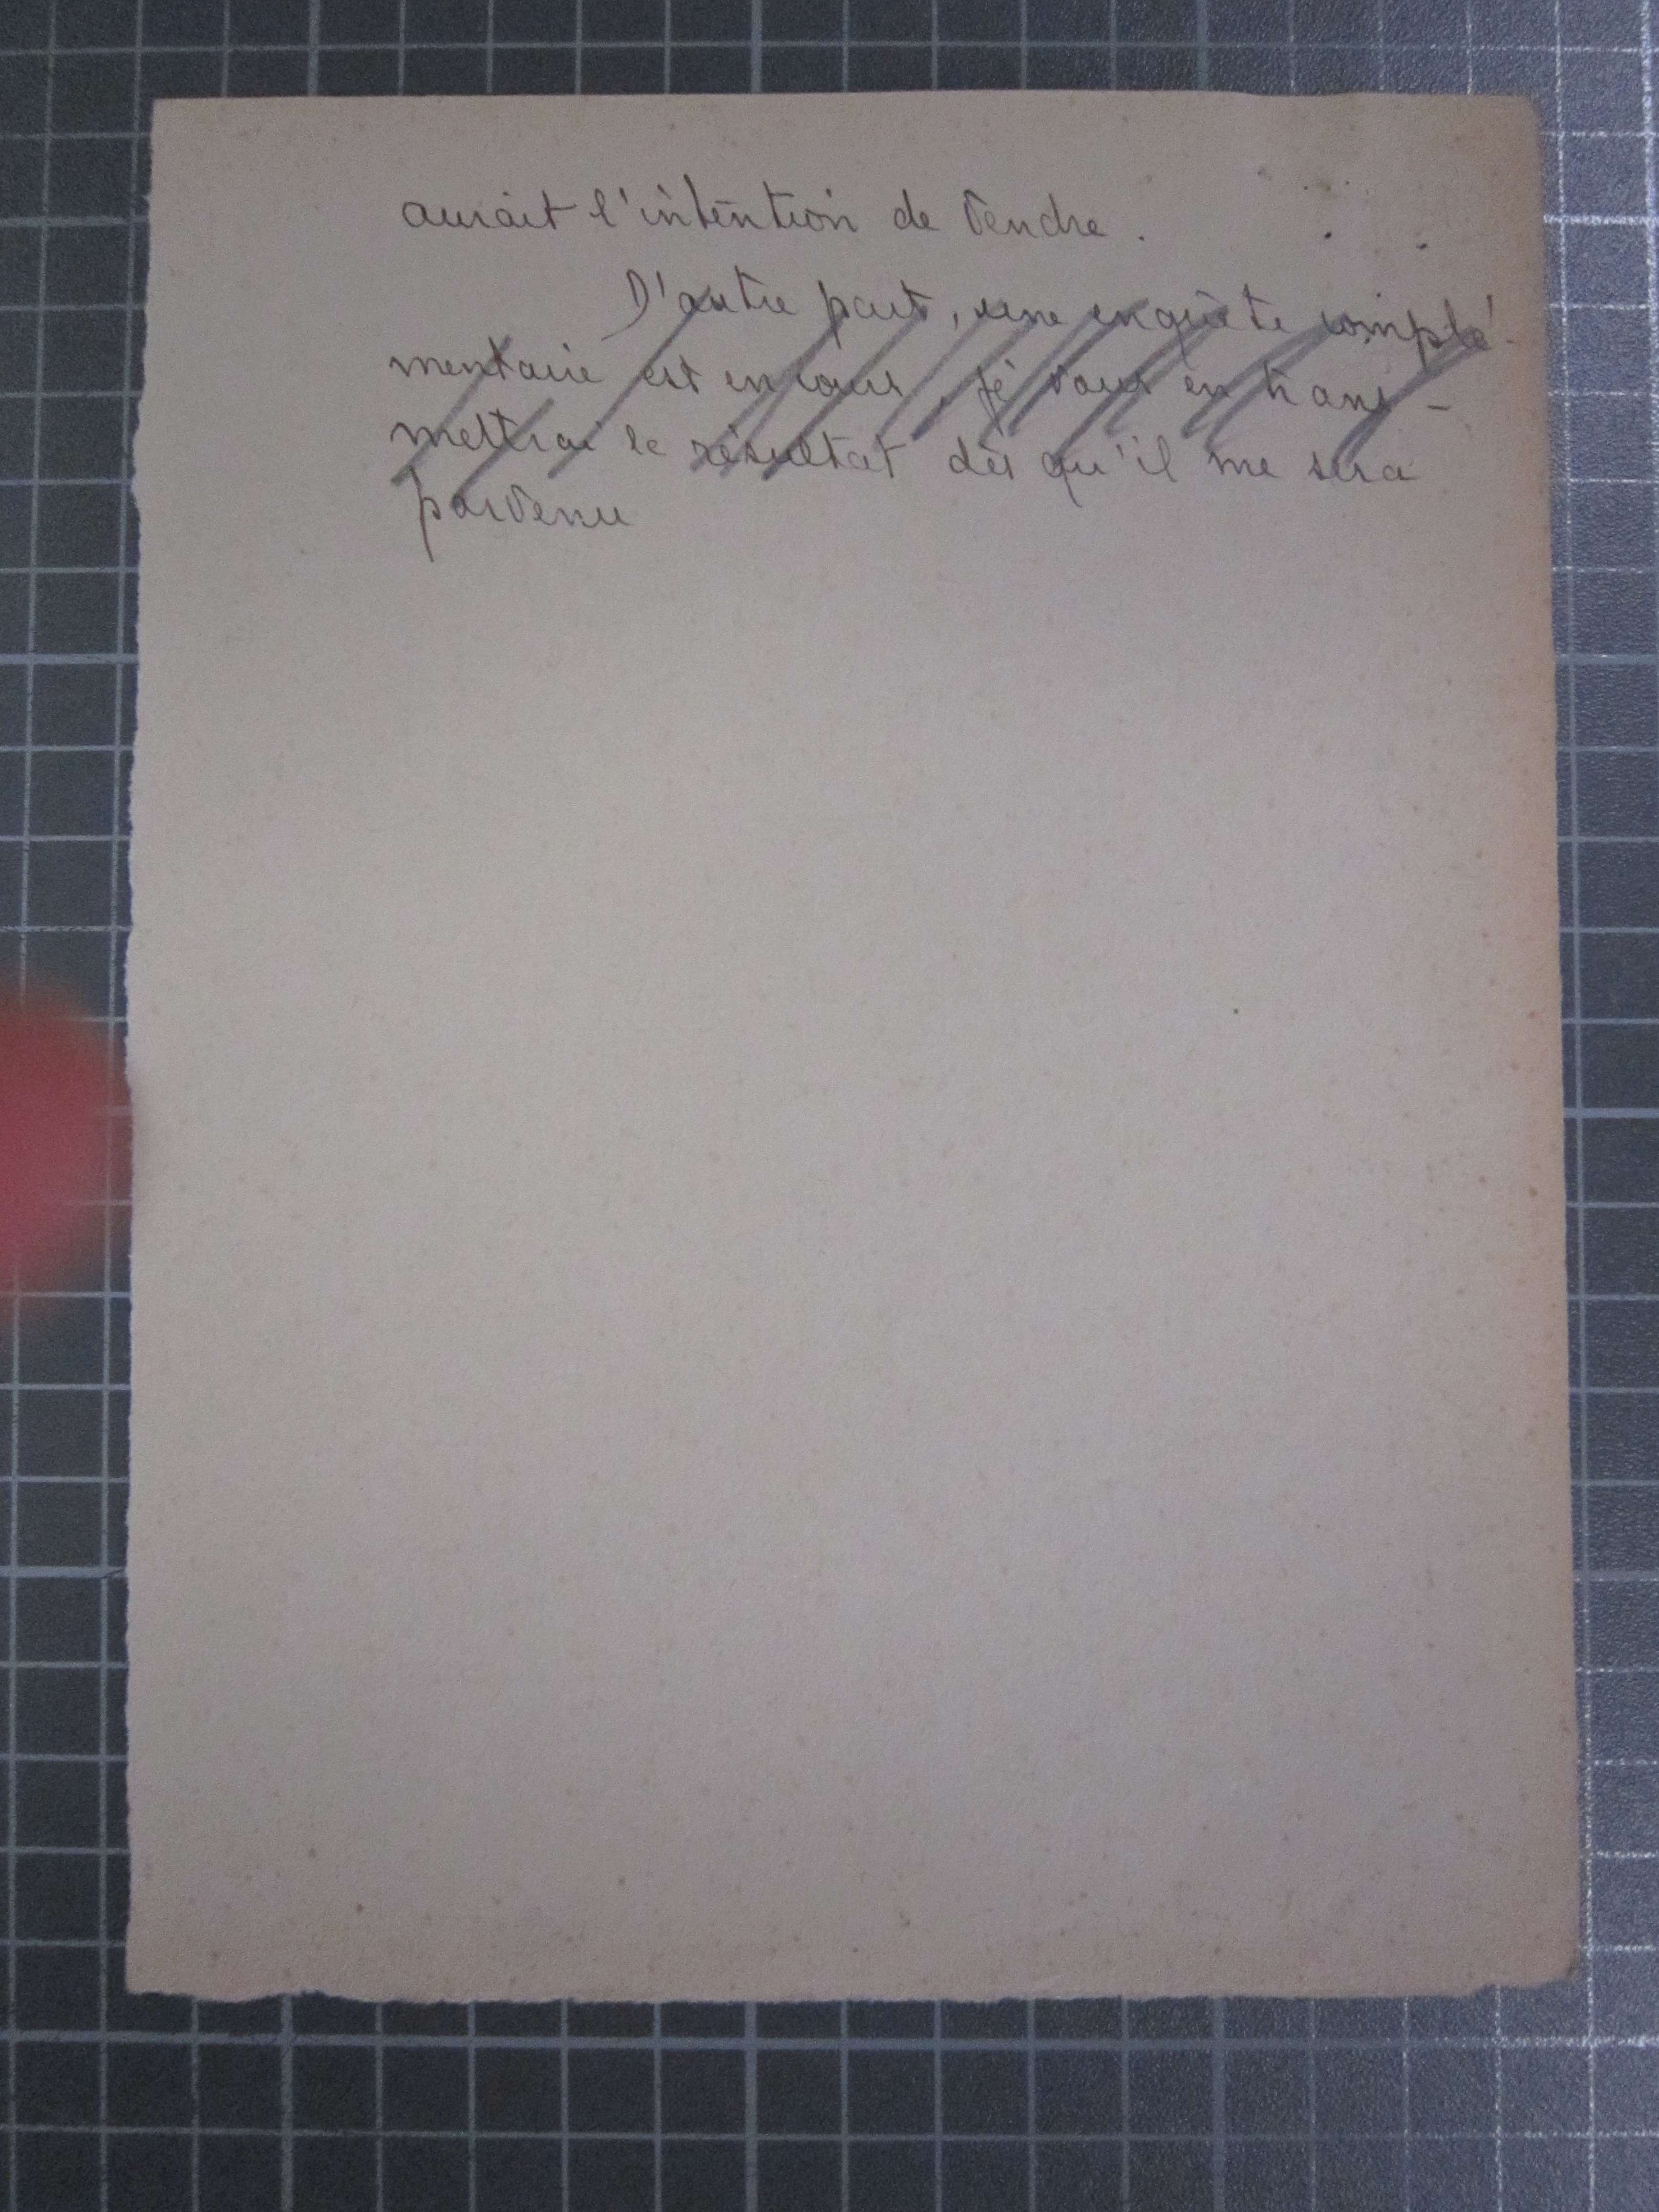 aurait l'intention de vendre.
D'autre part, une enquête complé-
mentaire est en cours, je vous en trans-
mettrai le résultat dès qu'il me sera
parvenu